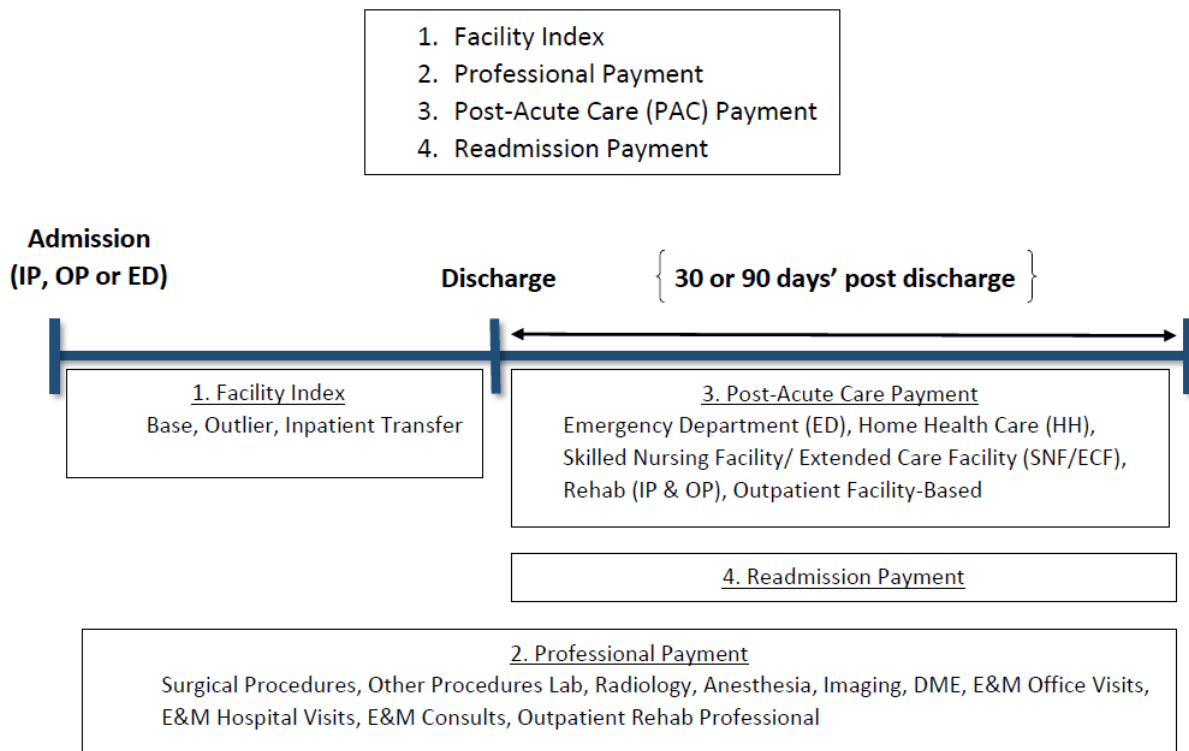 1. Facility Index
2. Professional Payment
3. Post-Acute Care (PAC) Payment
4. Readmission Payment
Admission
(IP, OP or ED)
Discharge
{ 30 or 90 days’ post discharge }
1. Facility Index
Base, Outlier, Inpatient Transfer
3. Post-Acute Care Payment
Emergency Department (ED), Home Health Care (HH),
Skilled Nursing Facility/ Extended Care Facility (SNF/ECF),
Rehab (IP & OP), Outpatient Facility-Based
4. Readmission Payment
2. Professional Payment
Surgical Procedures, Other Procedures Lab, Radiology, Anesthesia, Imaging, DME, E&M Office Visits,
E&M Hospital Visits, E&M Consults, Outpatient Rehab Professional